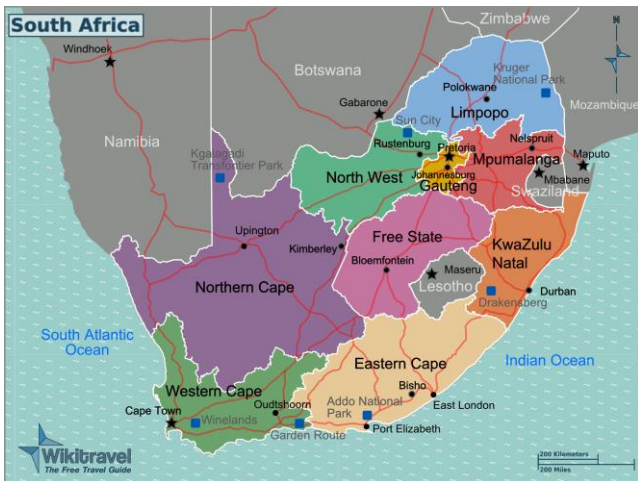 South Africa
Zimbabwe
Windhoek
Botswana
N
Kruger
National Park
Polokwane
Limpopo
Mozambique
Gabarone
Namibia
Sun City
Rustenburg
Pretoria
Nelspruit
Maputo
Kgalagadi
Transfontier Park
North West
Johannesburg
Gauteng
Mpumalanga
Mbabane
Swaziland
Upington
Kimberley
Free State
KwaZulu
Natal
Bloemfontein
Maseru
Lesotho
Northern Cape
Drakensberg
Durban
South Atlantic
Ocean
Indian Ocean
Eastern Cape
Western Cape
Bisho
Addo National
Park
East London
Oudtshoorn
Cape Town
Winelands
Garden Route
Port Elizabeth
Wikitravel
The Free Travel Guide
200 Kilometers
200 Miles